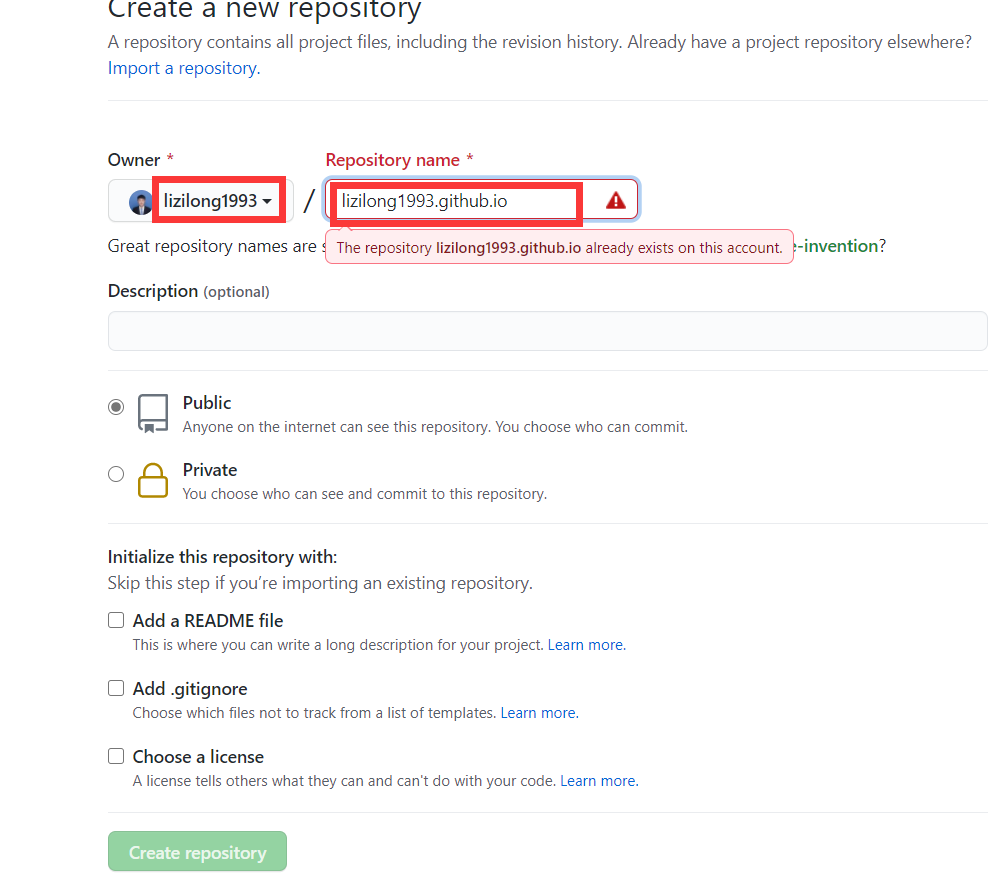 Create a new repository
A repository contains all project files, including the revision history. Already have a project repository elsewhere?
Import a repository.
Owner * Repository name *
lizilong1993 / lizilong1993.github.io
Great repository names are s e-invention?
The repository lizilong1993.github.io already exists on this account.
Description (optional)
Public
Anyone on the internet can see this repository. You choose who can commit.
Private
You choose who can see and commit to this repository.
Initialize this repository with:
Skip this step if you’re importing an existing repository.
Add a README file
This is where you can write a long description for your project. Learn more.
Add .gitignore
Choose which files not to track from a list of templates. Learn more.
Choose a license
A license tells others what they can and can't do with your code. Learn more.
Create repository